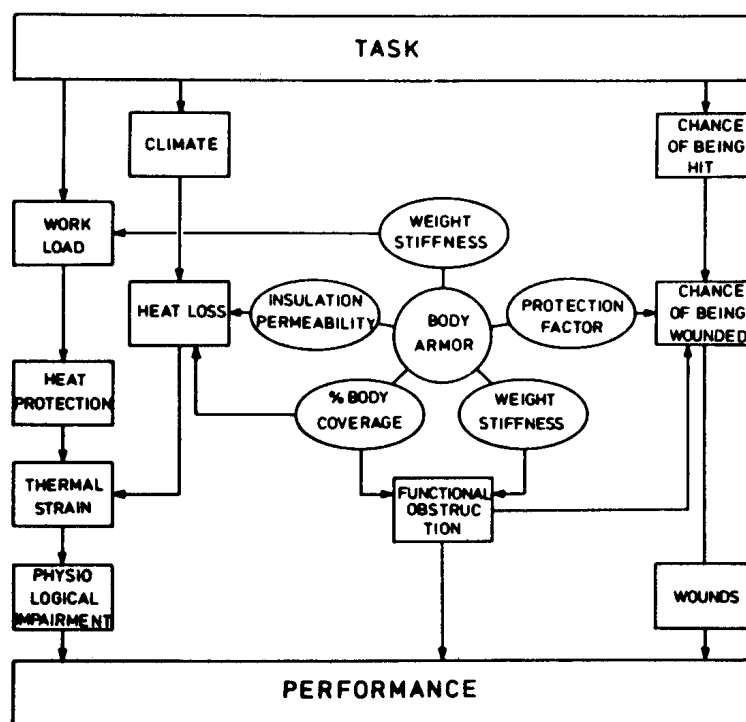 TASK
CLIMATE
CHANCE
OF BEING
HIT
WORK
LOAD
WEIGHT
STIFFNESS
HEAT LOSS
INSULATION
PERMEABILITY
BODY
ARMOR
PROTECTION
FACTOR
CHANCE
OF BEING
WOUNDED
HEAT
PROTECTION
% BODY
COVERAGE
WEIGHT
STIFFNESS
THERMAL
STRAIN
FUNCTIONAL
OBSTRUC
TION
PHYSIO
LOGICAL
IMPAIRMENT
WOUNDS
PERFORMANCE